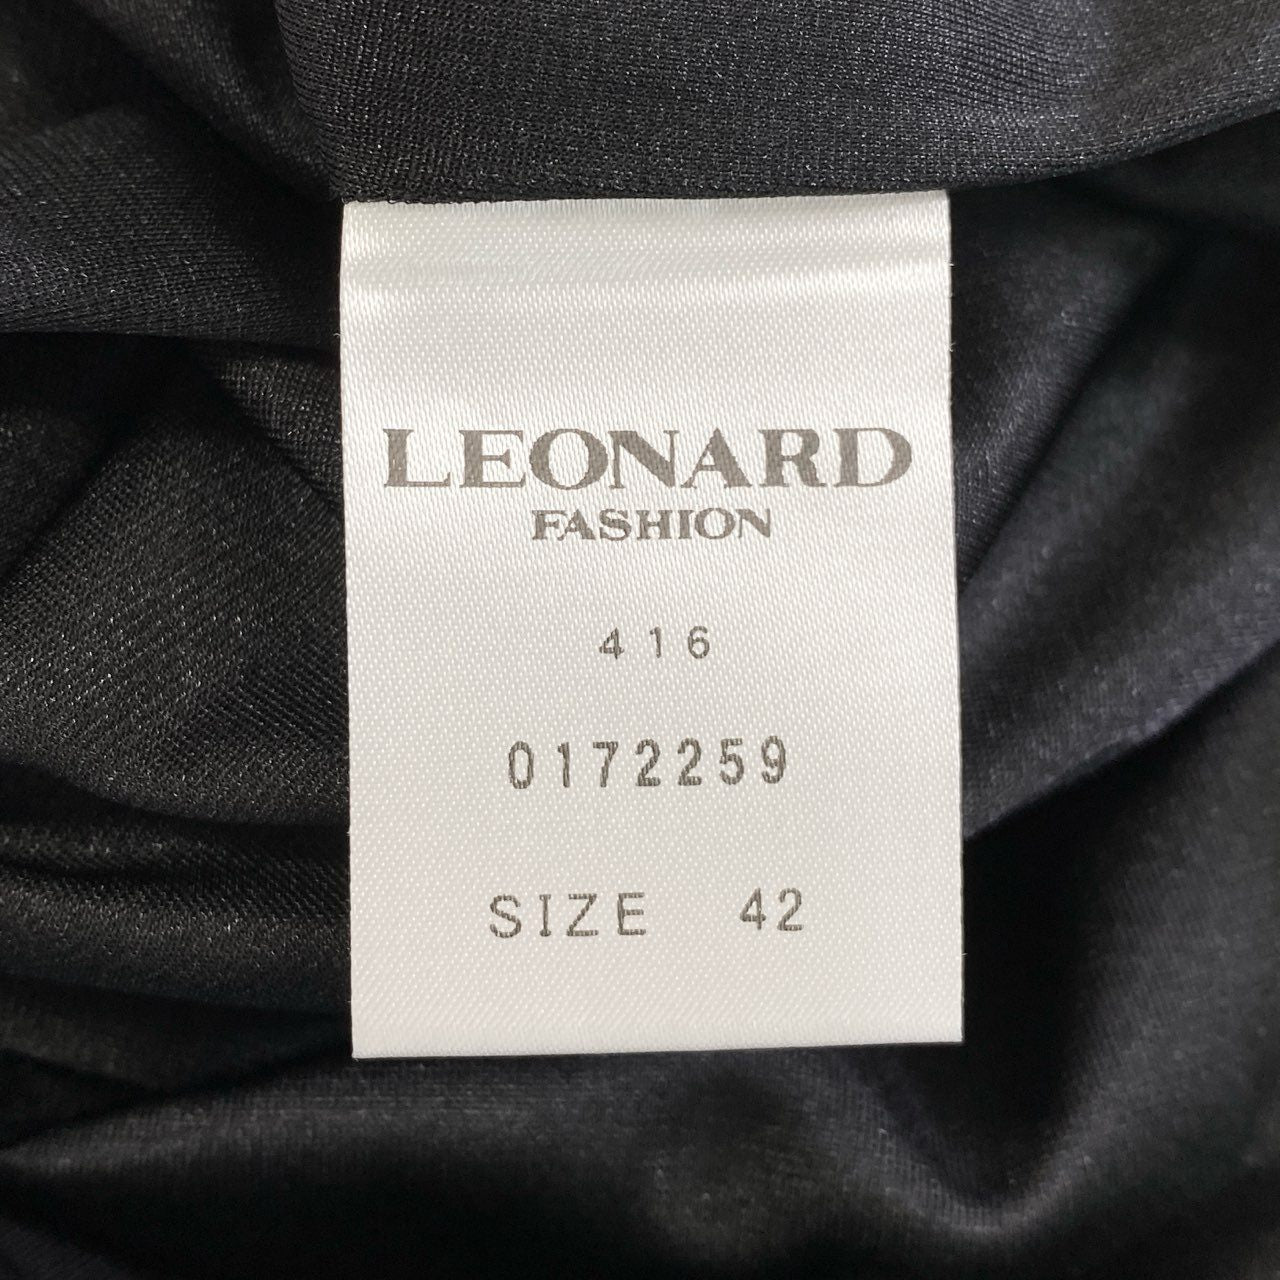 LEONARD
FASHION
416
0172259
SIZE 42